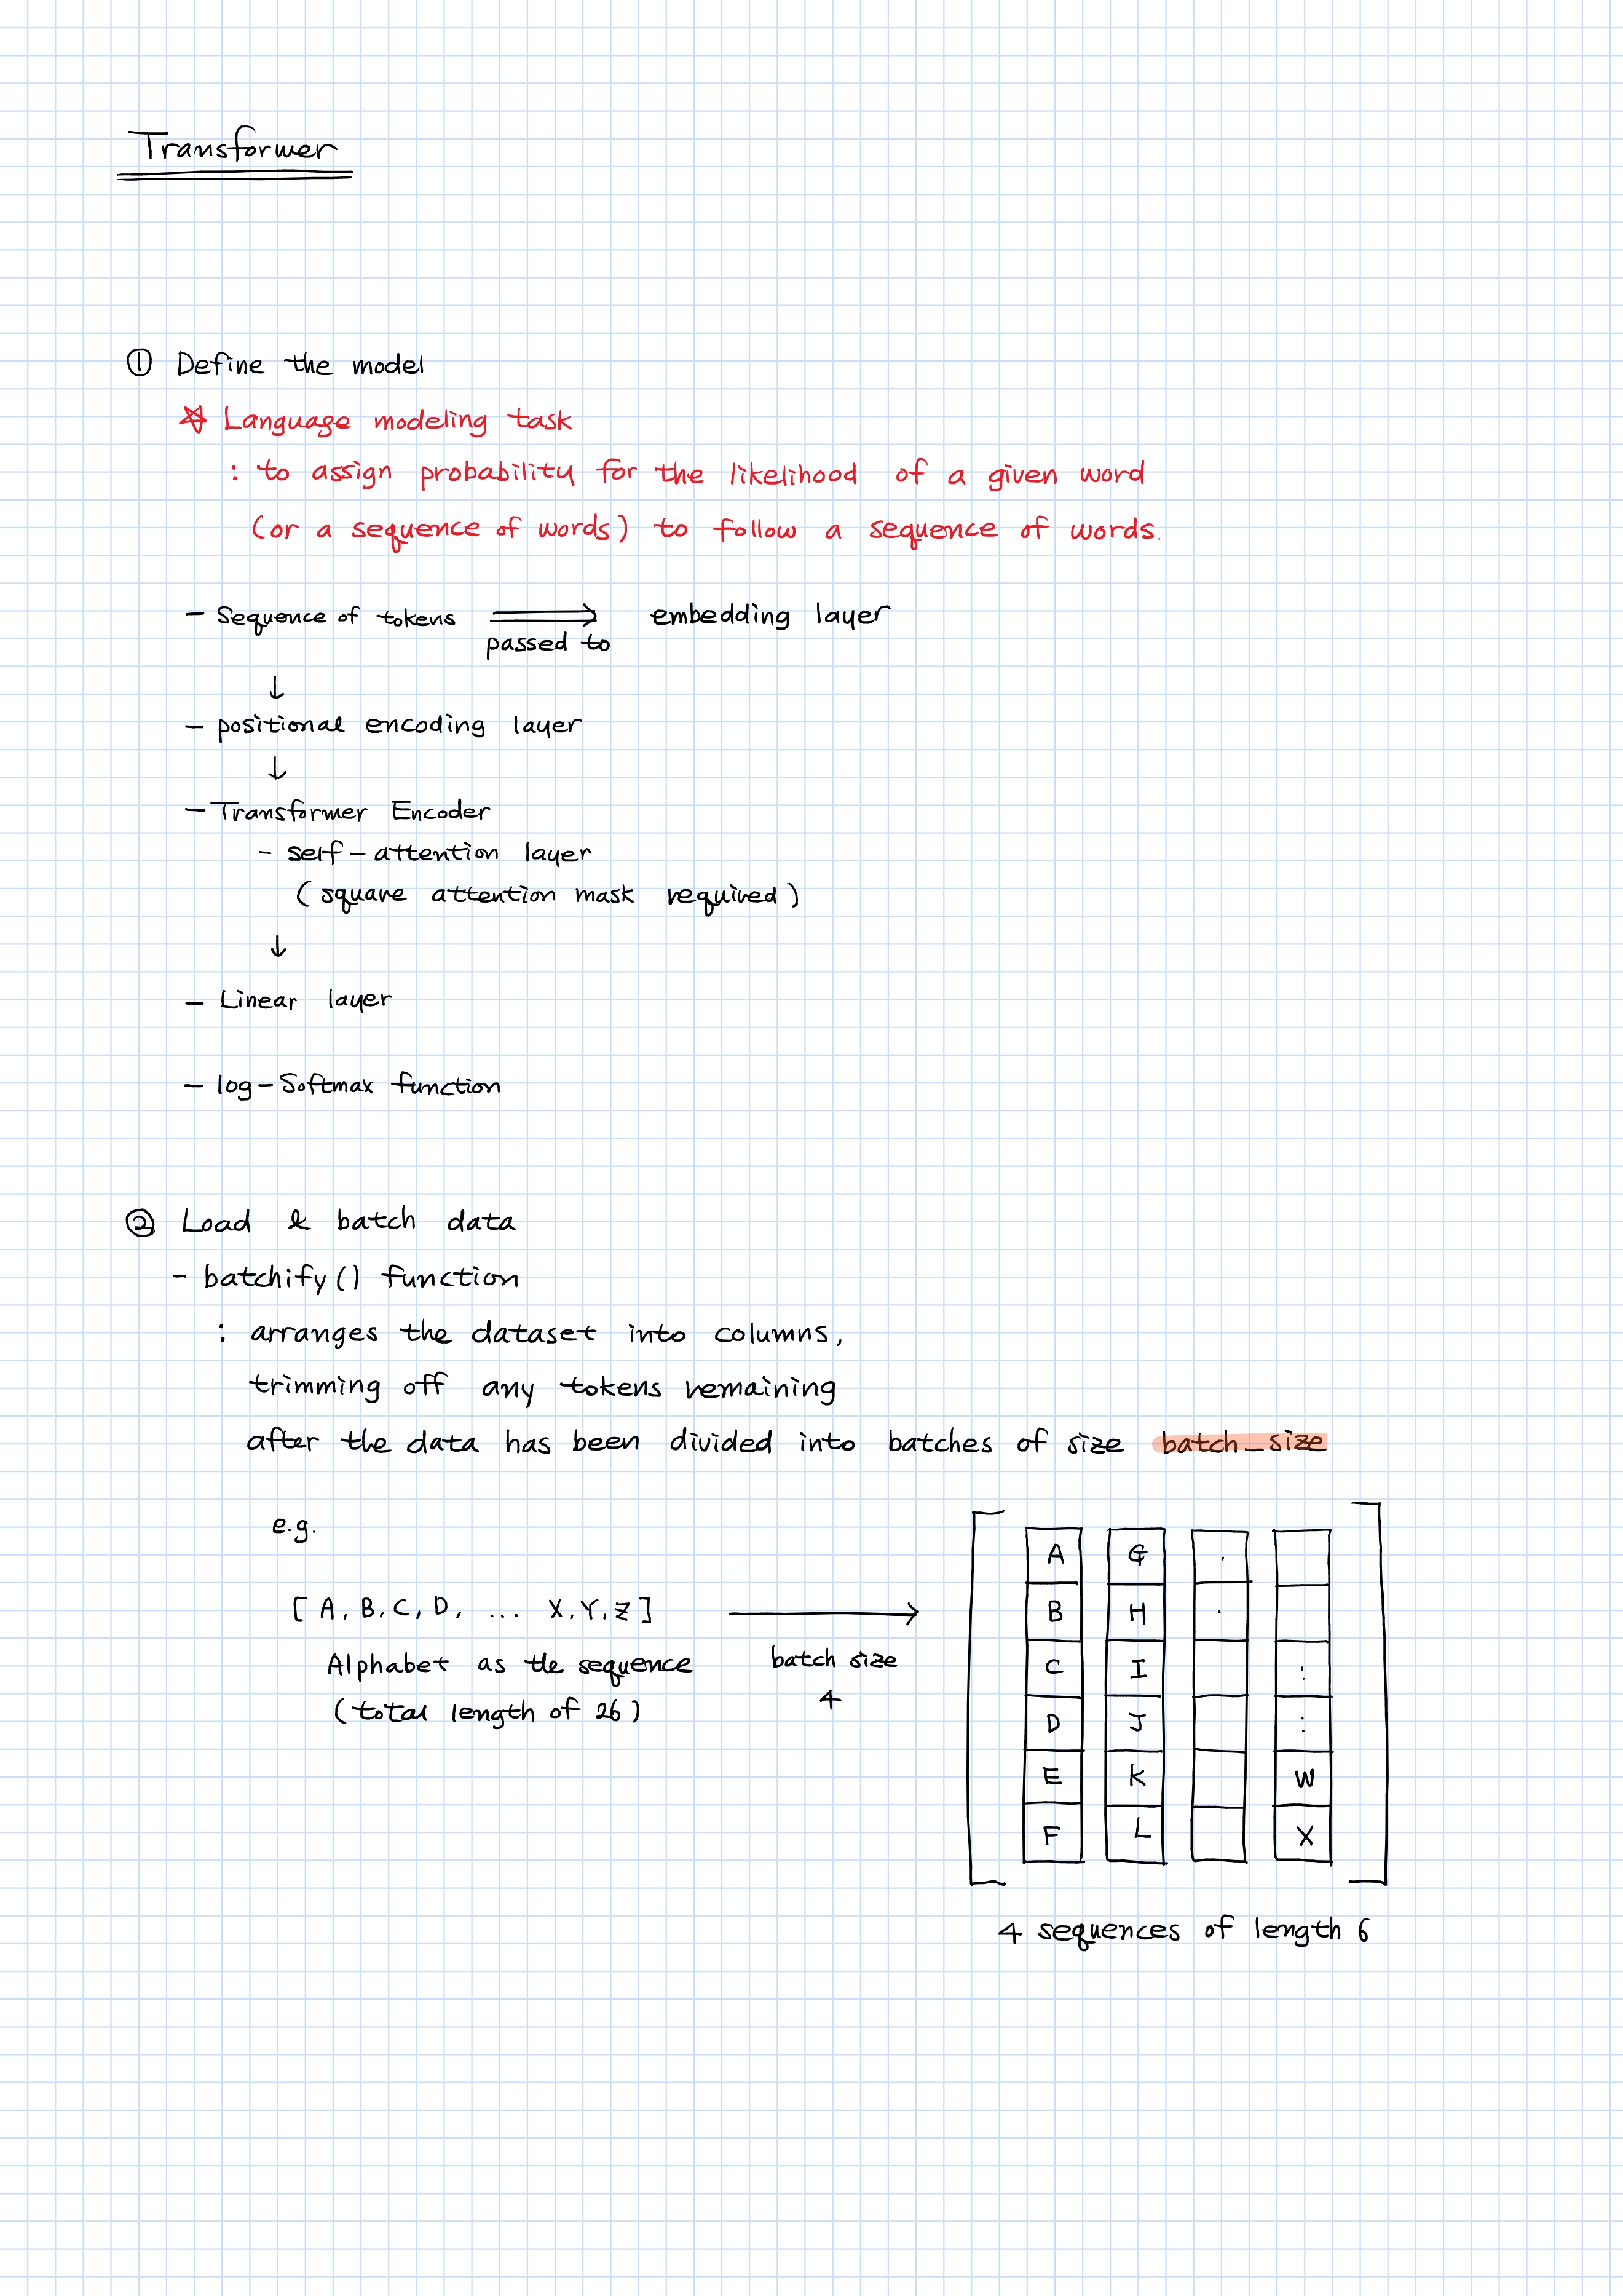 Transformer
① Define the model
☆ Language modeling task
: to assign probability for the likelihood of a given word
(or a sequence of words) to follow a sequence of words.
- Sequence of tokens ⟹ embedding layer
passed to
↓
- positional encoding layer
↓
- Transformer Encoder
- self-attention layer
(square attention mask required)
↓
- Linear layer
- log-Softmax function
② Load & batch data
- batchify() function
: arranges the dataset into columns,
trimming off any tokens remaining
after the data has been divided into batches of size batch_size
e.g.
[A, B, C, D, ... X, Y, Z] →
Alphabet as the sequence
(total length of 26)
batch size
4
A G .
B H .
C I :
D J :
E K W
F L X
4 sequences of length 6